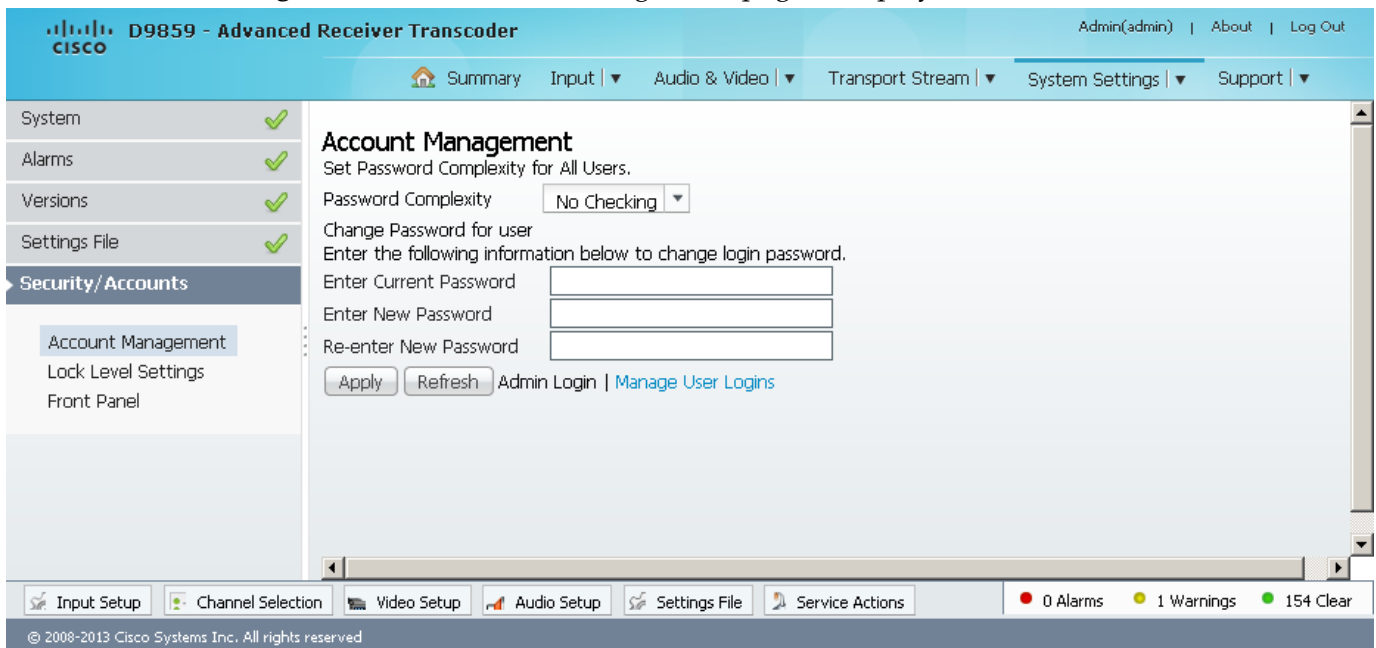 CISCO D9859 - Advanced Receiver Transcoder
Admin(admin) | About | Log Out
Summary Input | Audio & Video | Transport Stream | System Settings | Support |
System
Alarms
Versions
Settings File
Security/Accounts
Account Management
Lock Level Settings
Front Panel
Account Management
Set Password Complexity for All Users.
Password Complexity No Checking
Change Password for user
Enter the following information below to change login password.
Enter Current Password
Enter New Password
Re-enter New Password
Apply Refresh Admin Login | Manage User Logins
Input Setup Channel Selection Video Setup Audio Setup Settings File Service Actions 0 Alarms 1 Warnings 154 Clear
© 2008-2013 Cisco Systems Inc. All rights reserved